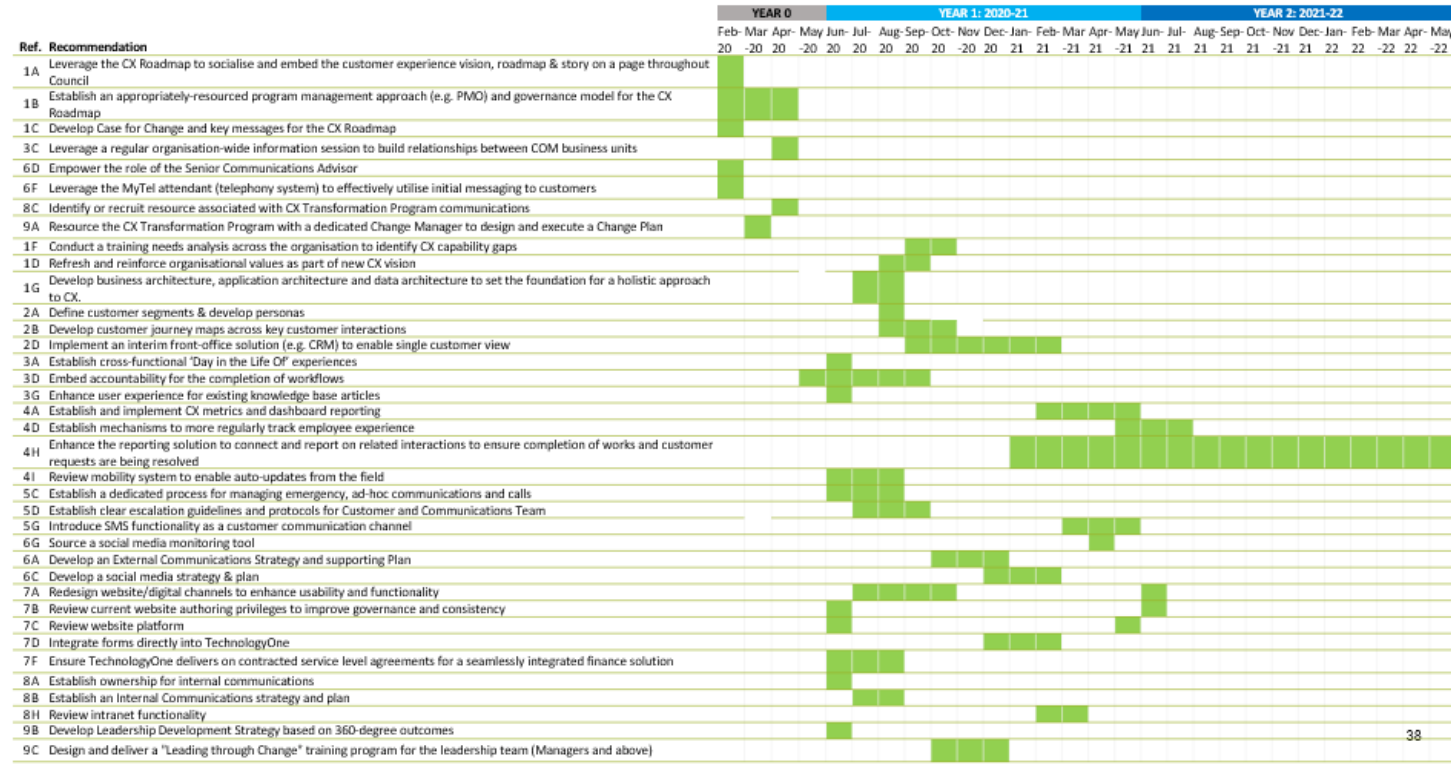 YEAR 0 YEAR 1: 2020-21 YEAR 2: 2021-22
Feb- Mar Apr- May Jun- Jul- Aug- Sep- Oct- Nov Dec- Jan- Feb- Mar Apr- May Jun- Jul- Aug- Sep- Oct- Nov Dec- Jan- Feb- Mar Apr- May
Ref. Recommendation 20 -20 20 -20 20 20 20 20 20 -20 20 21 21 -21 21 -21 21 21 21 21 21 -21 21 22 22 -22 22 -22
1A Leverage the CX Roadmap to socialise and embed the customer experience vision, roadmap & story on a page throughout
Council
1B Establish an appropriately-resourced program management approach (e.g. PMO) and governance model for the CX
Roadmap
1C Develop Case for Change and key messages for the CX Roadmap
3C Leverage a regular organisation-wide information session to build relationships between COM business units
6D Empower the role of the Senior Communications Advisor
6F Leverage the MyTel attendant (telephony system) to effectively utilise initial messaging to customers
8C Identify or recruit resource associated with CX Transformation Program communications
9A Resource the CX Transformation Program with a dedicated Change Manager to design and execute a Change Plan
1F Conduct a training needs analysis across the organisation to identify CX capability gaps
1D Refresh and reinforce organisational values as part of new CX vision
1G Develop business architecture, application architecture and data architecture to set the foundation for a holistic approach
to CX.
2A Define customer segments & develop personas
2B Develop customer journey maps across key customer interactions
2D Implement an interim front-office solution (e.g. CRM) to enable single customer view
3A Establish cross-functional 'Day in the Life Of' experiences
3D Embed accountability for the completion of workflows
3G Enhance user experience for existing knowledge base articles
4A Establish and implement CX metrics and dashboard reporting
4D Establish mechanisms to more regularly track employee experience
4H Enhance the reporting solution to connect and report on related interactions to ensure completion of works and customer
requests are being resolved
4I Review mobility system to enable auto-updates from the field
5C Establish a dedicated process for managing emergency, ad-hoc communications and calls
5D Establish clear escalation guidelines and protocols for Customer and Communications Team
5G Introduce SMS functionality as a customer communication channel
6G Source a social media monitoring tool
6A Develop an External Communications Strategy and supporting Plan
6C Develop a social media strategy & plan
7A Redesign website/digital channels to enhance usability and functionality
7B Review current website authoring privileges to improve governance and consistency
7C Review website platform
7D Integrate forms directly into TechnologyOne
7F Ensure TechnologyOne delivers on contracted service level agreements for a seamlessly integrated finance solution
8A Establish ownership for internal communications
8B Establish an Internal Communications strategy and plan
8H Review intranet functionality
9B Develop Leadership Development Strategy based on 360-degree outcomes
9C Design and deliver a "Leading through Change" training program for the leadership team (Managers and above)
38